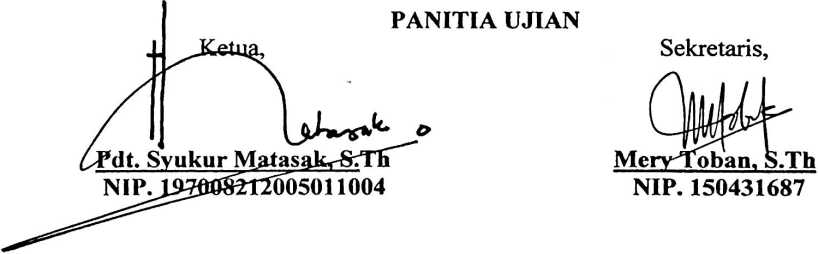 PANITIA UJIAN
Ketua,
Sekretaris,
Pdt. Syukur Matasak, S.Th
NIP. 197008212005011004
Mery Toban, S.Th
NIP. 150431687